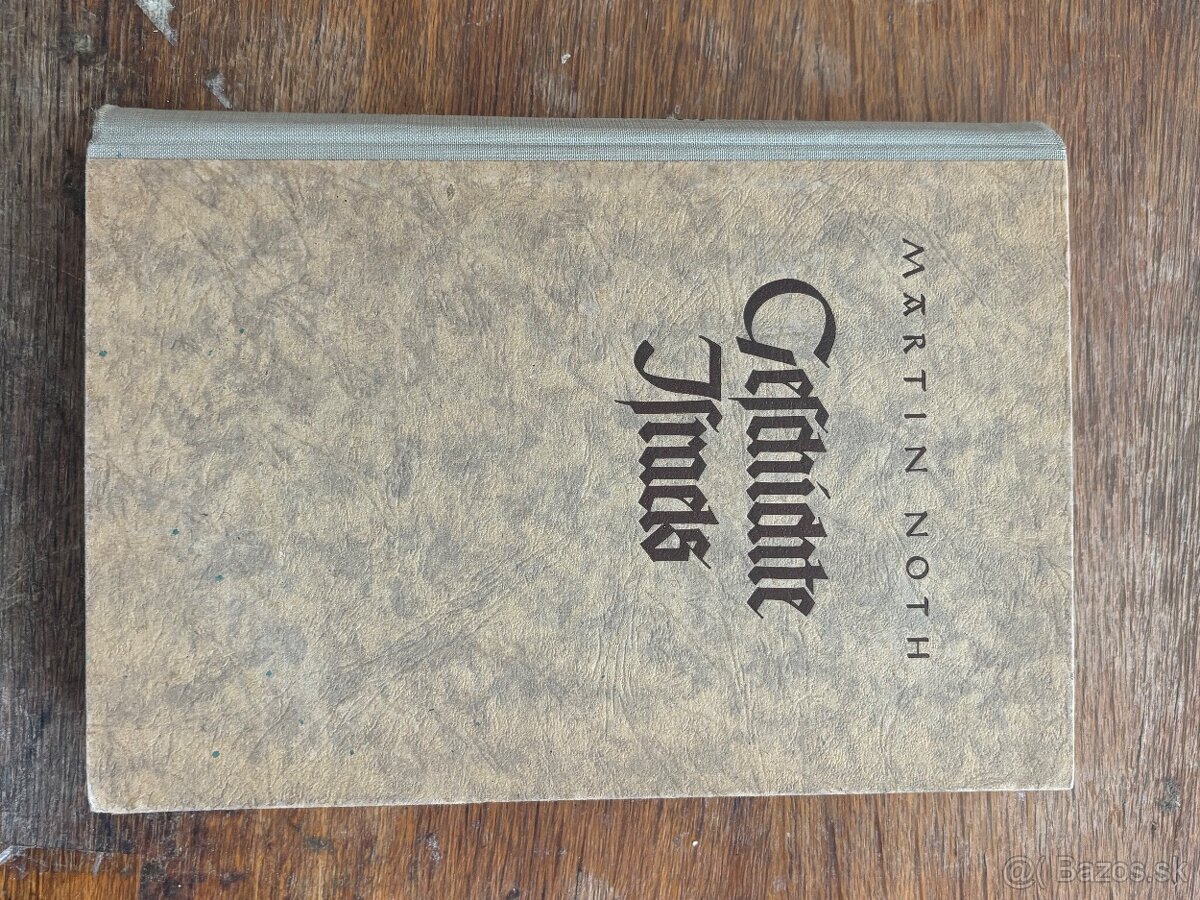 MARTIN NOTH
Geschichte
Israels
@( Bazos.sk